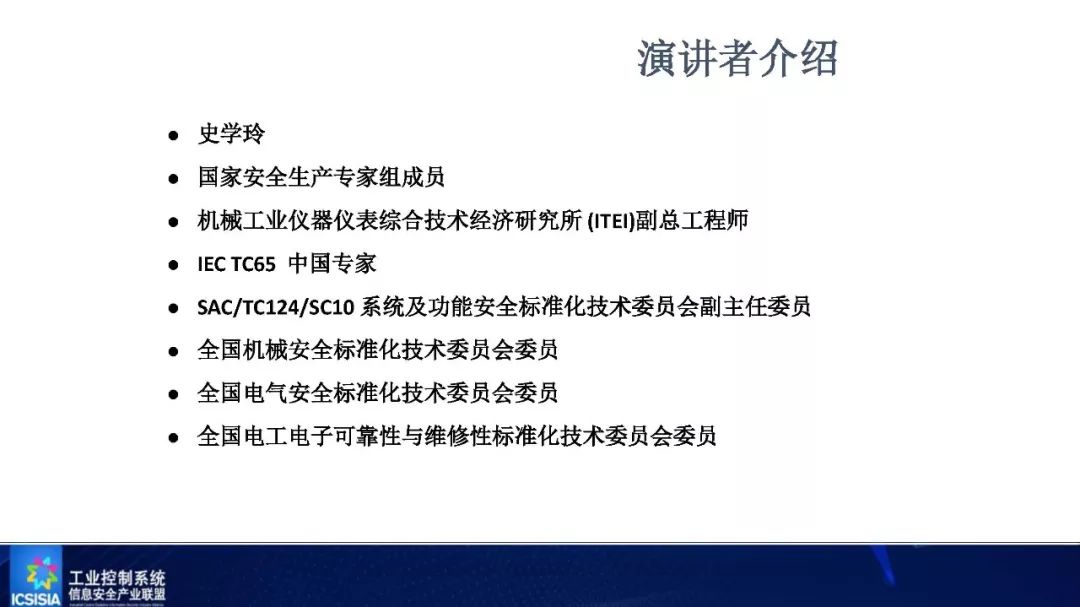 演讲者介绍
● 史学玲
● 国家安全生产专家组成员
● 机械工业仪器仪表综合技术经济研究所 (ITEI)副总工程师
● IEC TC65 中国专家
● SAC/TC124/SC10 系统及功能安全标准化技术委员会副主任委员
● 全国机械安全标准化技术委员会委员
● 全国电气安全标准化技术委员会委员
● 全国电工电子可靠性与维修性标准化技术委员会委员
工业控制系统
信息安全产业联盟
ICSISIA